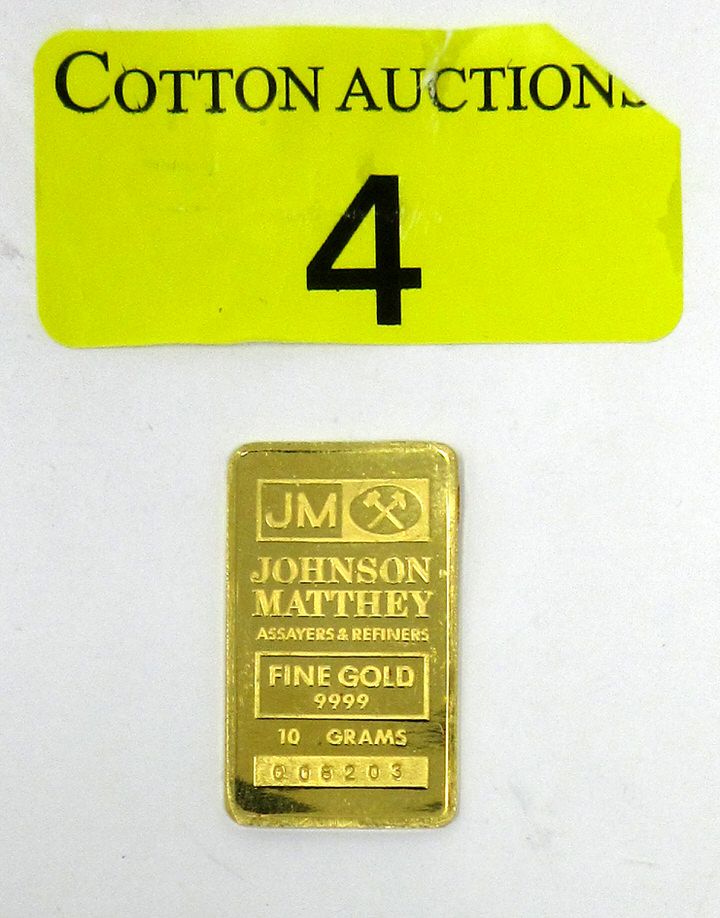 COTTON AUCTIONS
4
JM
JOHNSON
MATTHEY
ASSAYERS & REFINERS
FINE GOLD
9999
10 GRAMS
008203